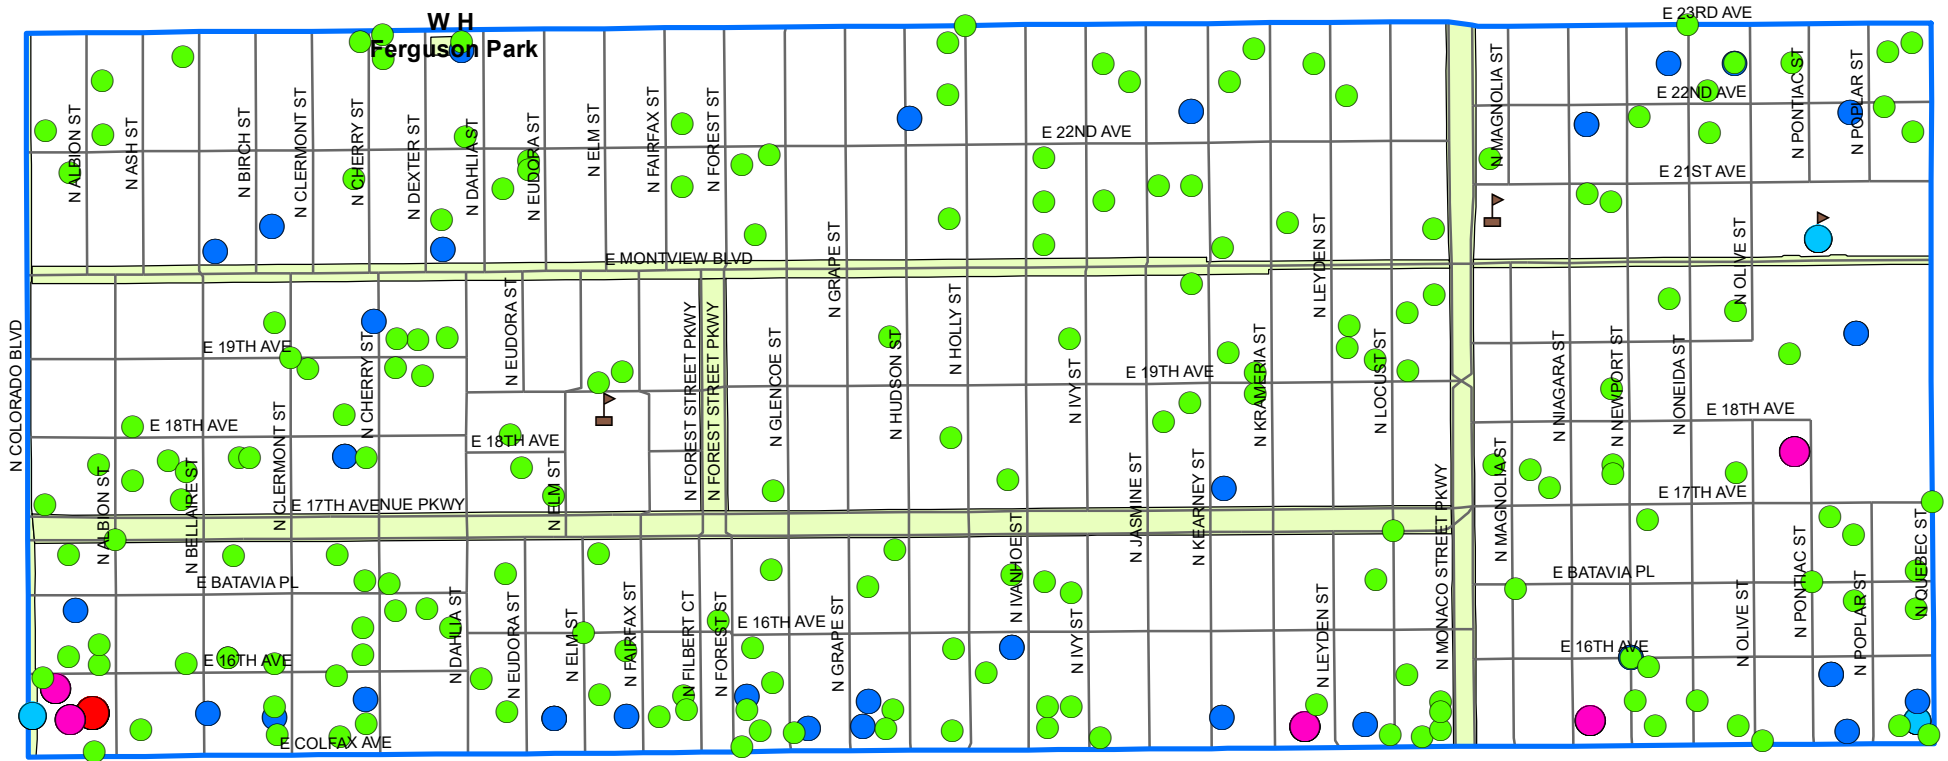 W H
Ferguson Park
E 23RD AVE
N ALBION ST
N ASH ST
N BIRCH ST
N CLERMONT ST
N CHERRY ST
N DEXTER ST
N DAHLIA ST
N EUDORA ST
N ELM ST
N FAIRFAX ST
N FOREST ST
E 22ND AVE
N MAGNOLIA ST
E 22ND AVE
N PONTIAC ST
N POPLAR ST
E 21ST AVE
E MONTVIEW BLVD
N GRAPE ST
N LEYDEN ST
N OLIVE ST
N COLORADO BLVD
E 19TH AVE
N CHERRY ST
N EUDORA ST
N FOREST STREET PKWY
N FOREST STREET PKWY
N GLENCOE ST
N HUDSON ST
N HOLLY ST
N IVY ST
E 19TH AVE
N KRAMERIA ST
N LOCUST ST
N NIAGARA ST
N NEWPORT ST
N ONEIDA ST
E 18TH AVE
E 18TH AVE
N CLERMONT ST
E 18TH AVE
N ALBION ST
N BELLAIRE ST
E 17TH AVENUE PKWY
N ELM ST
N JASMINE ST
N KEARNEY ST
N MONACO STREET PKWY
N MAGNOLIA ST
E 17TH AVE
N IVANHOE ST
E BATAVIA PL
E BATAVIA PL
N DAHLIA ST
N EUDORA ST
N ELM ST
N FAIRFAX ST
N FILBERT CT
N FOREST ST
E 16TH AVE
N GRAPE ST
N IVY ST
N LEYDEN ST
N OLIVE ST
N PONTIAC ST
N POPLAR ST
N QUEBEC ST
E 16TH AVE
E 16TH AVE
E COLFAX AVE